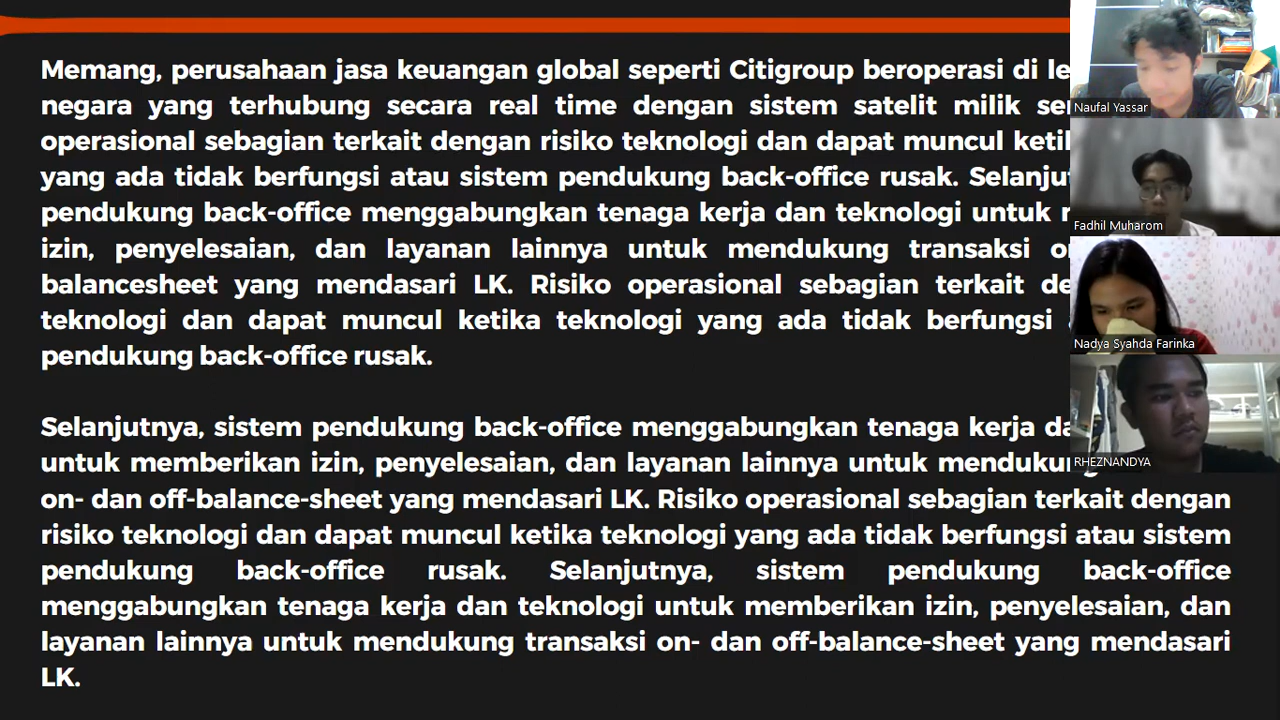 Memang, perusahaan jasa keuangan global seperti Citigroup beroperasi di
negara yang terhubung secara real time dengan sistem satelit milik
operasional sebagian terkait dengan risiko teknologi dan dapat muncul
yang ada tidak berfungsi atau sistem pendukung back-office rusak.
pendukung back-office menggabungkan tenaga kerja dan teknologi untuk
izin, penyelesaian, dan layanan lainnya untuk mendukung transaksi
balancesheet yang mendasari LK. Risiko operasional sebagian terkait
teknologi dan dapat muncul ketika teknologi yang ada tidak berfungsi
pendukung back-office rusak.
Selanjutnya, sistem pendukung back-office menggabungkan tenaga kerja
untuk memberikan izin, penyelesaian, dan layanan lainnya untuk
on- dan off-balance-sheet yang mendasari LK. Risiko operasional sebagian terkait dengan
risiko teknologi dan dapat muncul ketika teknologi yang ada tidak berfungsi atau sistem
pendukung back-office rusak. Selanjutnya, sistem pendukung back-office
menggabungkan tenaga kerja dan teknologi untuk memberikan izin, penyelesaian, dan
layanan lainnya untuk mendukung transaksi on- dan off-balance-sheet yang mendasari
LK.
Naufal Yassar
Fadhil Muharom
Nadya Syahda Farinka
RHEZNANDYA